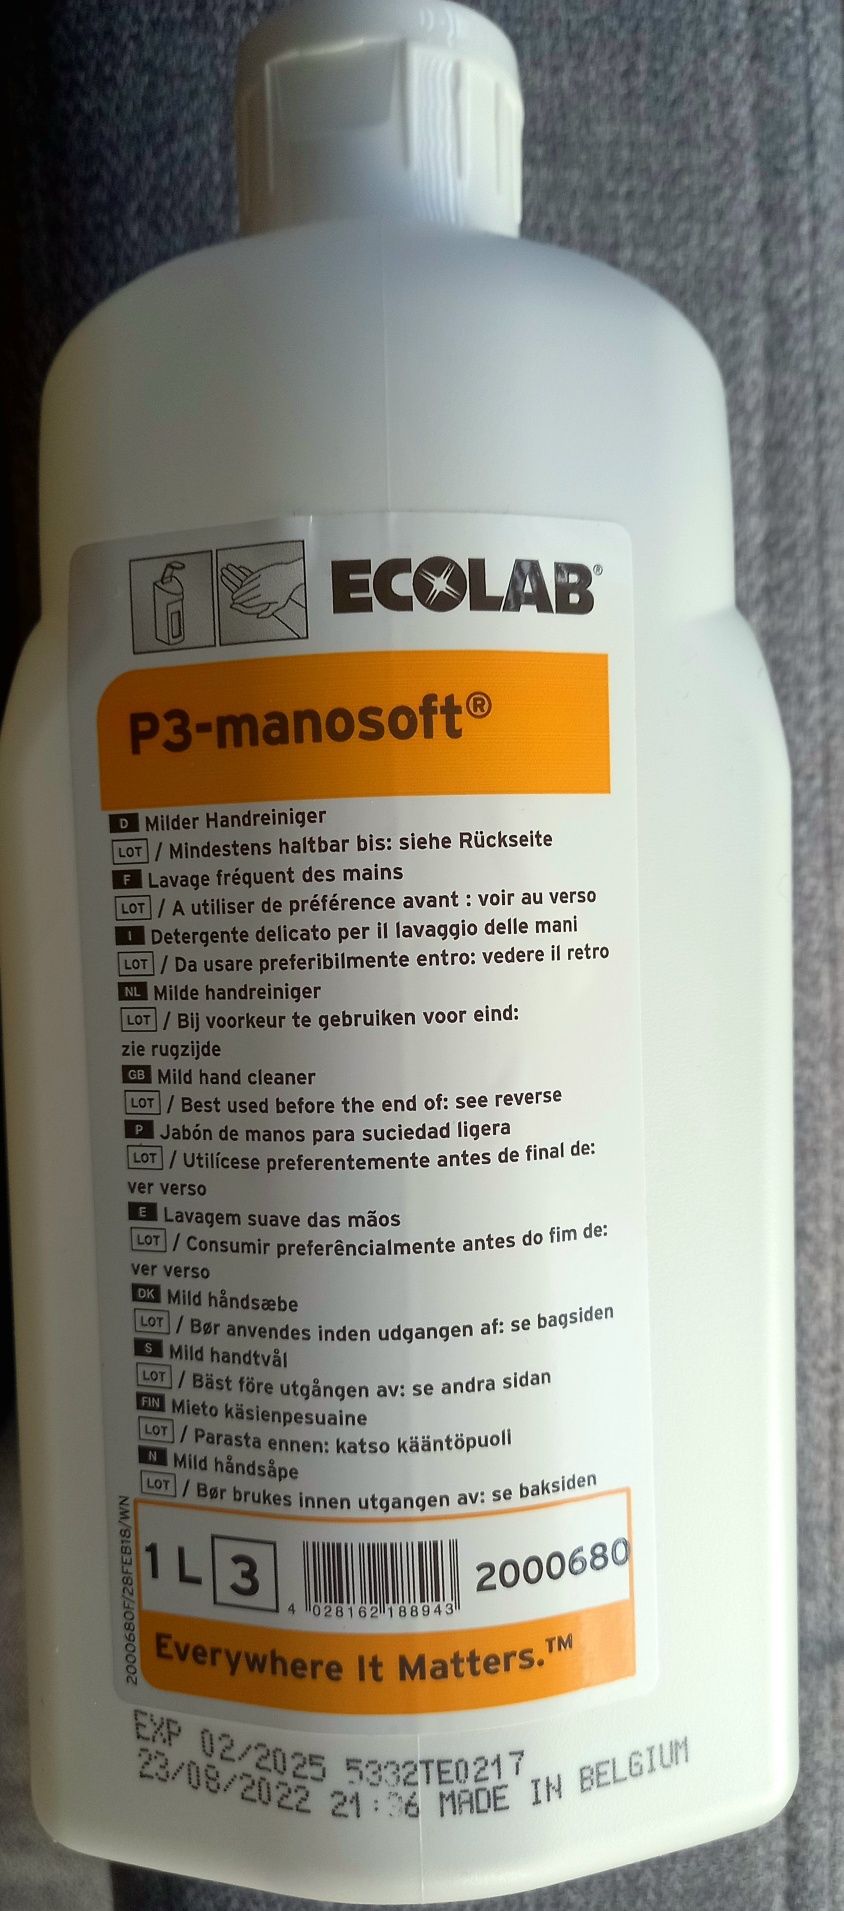 ECOLAB®
P3-manosoft®
D Milder Handreiniger
LOT / Mindestens haltbar bis: siehe Rückseite
F Lavage fréquent des mains
LOT / A utiliser de préférence avant : voir au verso
I Detergente delicato per il lavaggio delle mani
LOT / Da usare preferibilmente entro: vedere il retro
NL Milde handreiniger
LOT / Bij voorkeur te gebruiken voor eind:
zie rugzijde
GB Mild hand cleaner
LOT / Best used before the end of: see reverse
P Jabón de manos para suciedad ligera
LOT / Utilícese preferentemente antes de final de:
ver verso
E Lavagem suave das mãos
LOT / Consumir preferêncialmente antes do fim de:
ver verso
DK Mild håndsæbe
LOT / Bør anvendes inden udgangen af: se bagsiden
S Mild handtvål
LOT / Bäst före utgången av: se andra sidan
FIN Mieto käsienpesuaine
LOT / Parasta ennen: katso kääntöpuoli
N Mild håndsåpe
LOT / Bør brukes innen utgangen av: se baksiden
2000680F/28FEB18/WN
1 L 3 2000680
4 028162 188943
Everywhere It Matters.™
EXP 02/2025 5332TE0217
23/08/2022 MADE IN BELGIUM